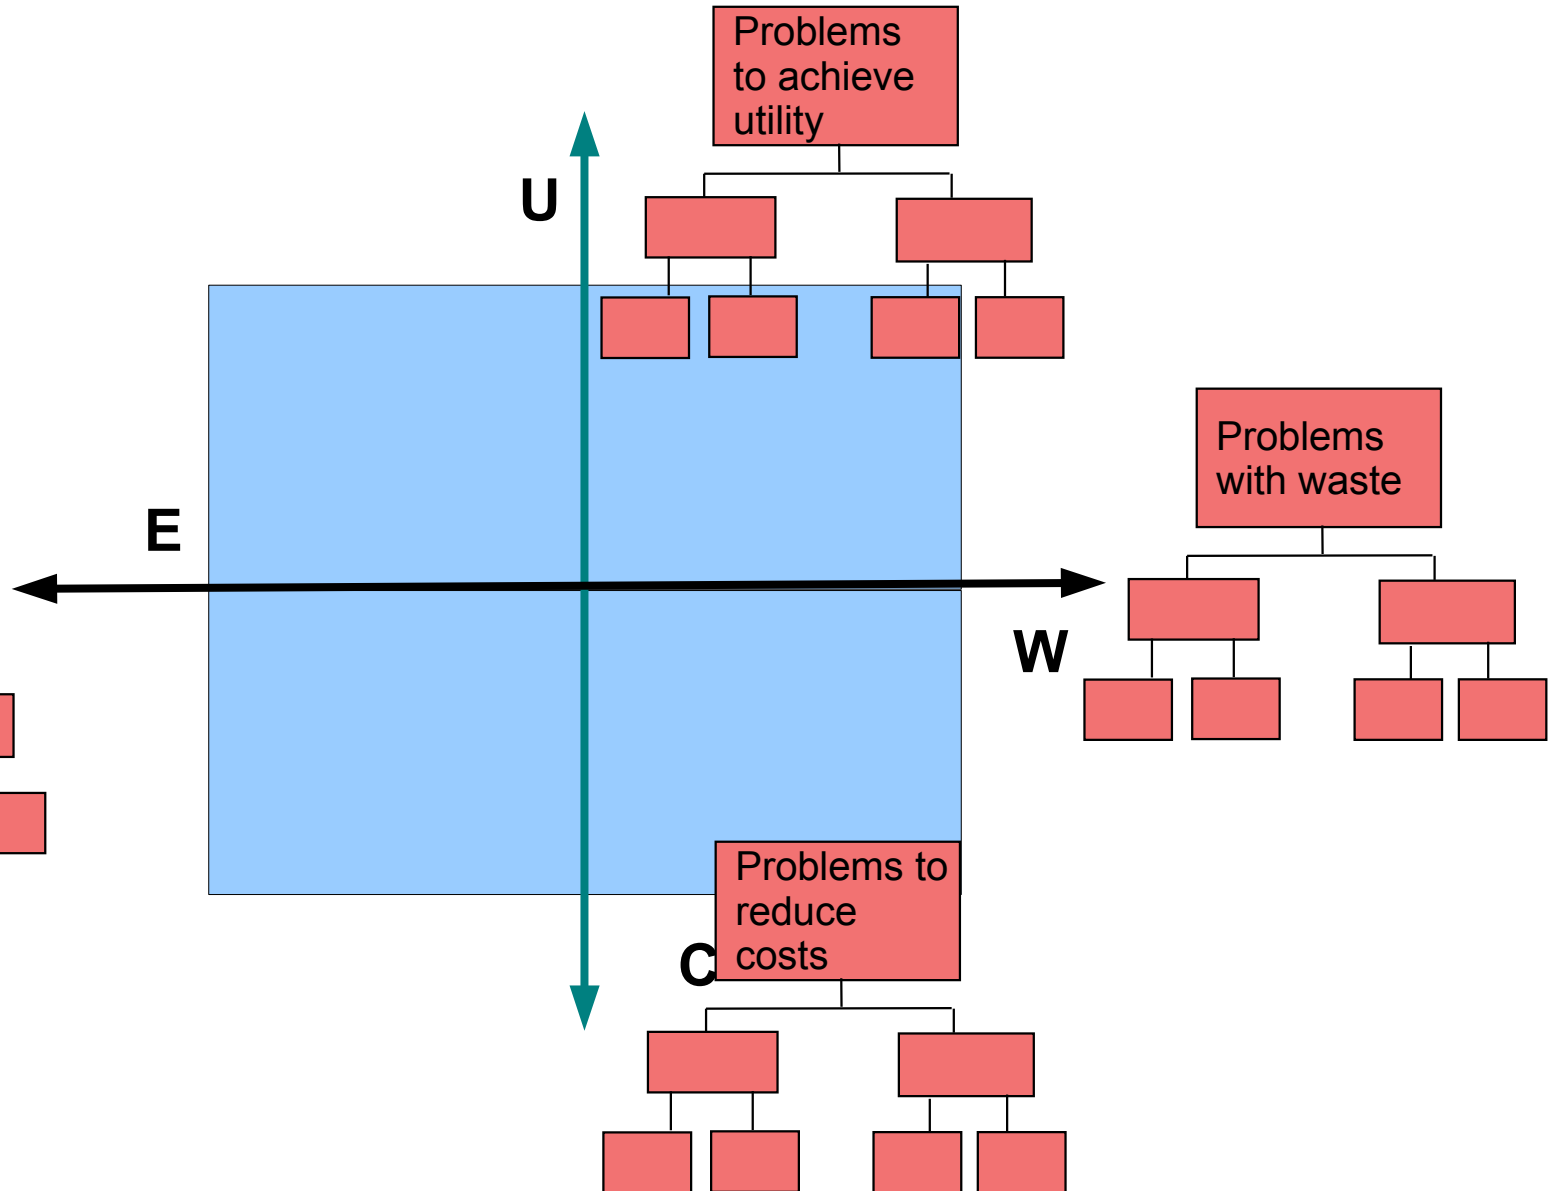 Problems
to achieve
utility
U
Problems
with waste
E
W
Problems to
reduce
costs
C